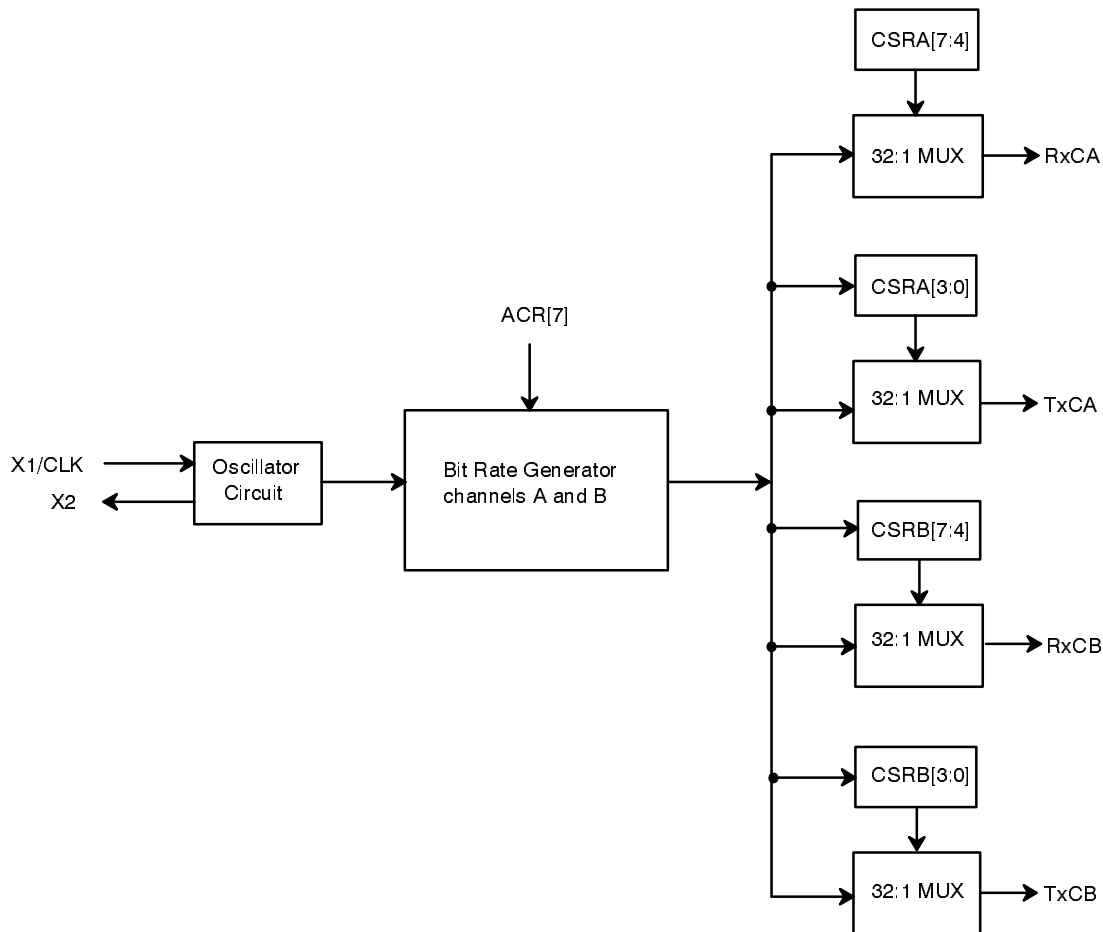 CSRA[7:4]
32:1 MUX
RxCA
CSRA[3:0]
ACR[7]
32:1 MUX
TxCA
X1/CLK
X2
Oscillator
Circuit
Bit Rate Generator
channels A and B
CSRB[7:4]
32:1 MUX
RxCB
CSRB[3:0]
32:1 MUX
TxCB